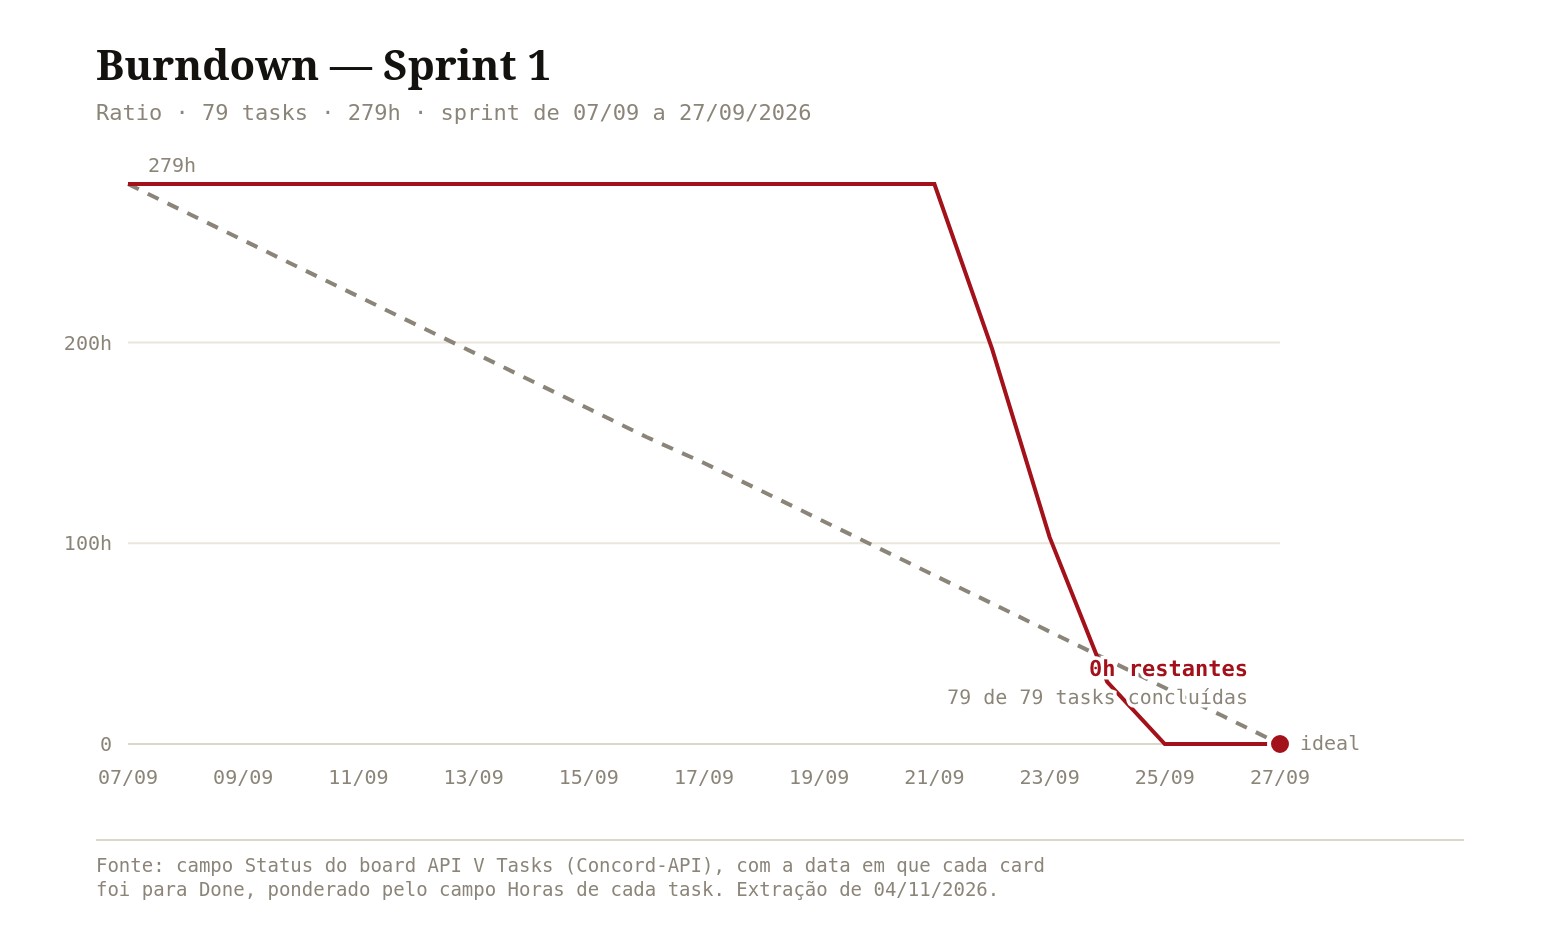 Burndown — Sprint 1
Ratio · 79 tasks · 279h · sprint de 07/09 a 27/09/2026
279h
200h
100h
0h restantes
79 de 79 tasks concluídas
0
ideal
07/09 09/09 11/09 13/09 15/09 17/09 19/09 21/09 23/09 25/09 27/09
Fonte: campo Status do board API V Tasks (Concord-API), com a data em que cada card
foi para Done, ponderado pelo campo Horas de cada task. Extração de 04/11/2026.